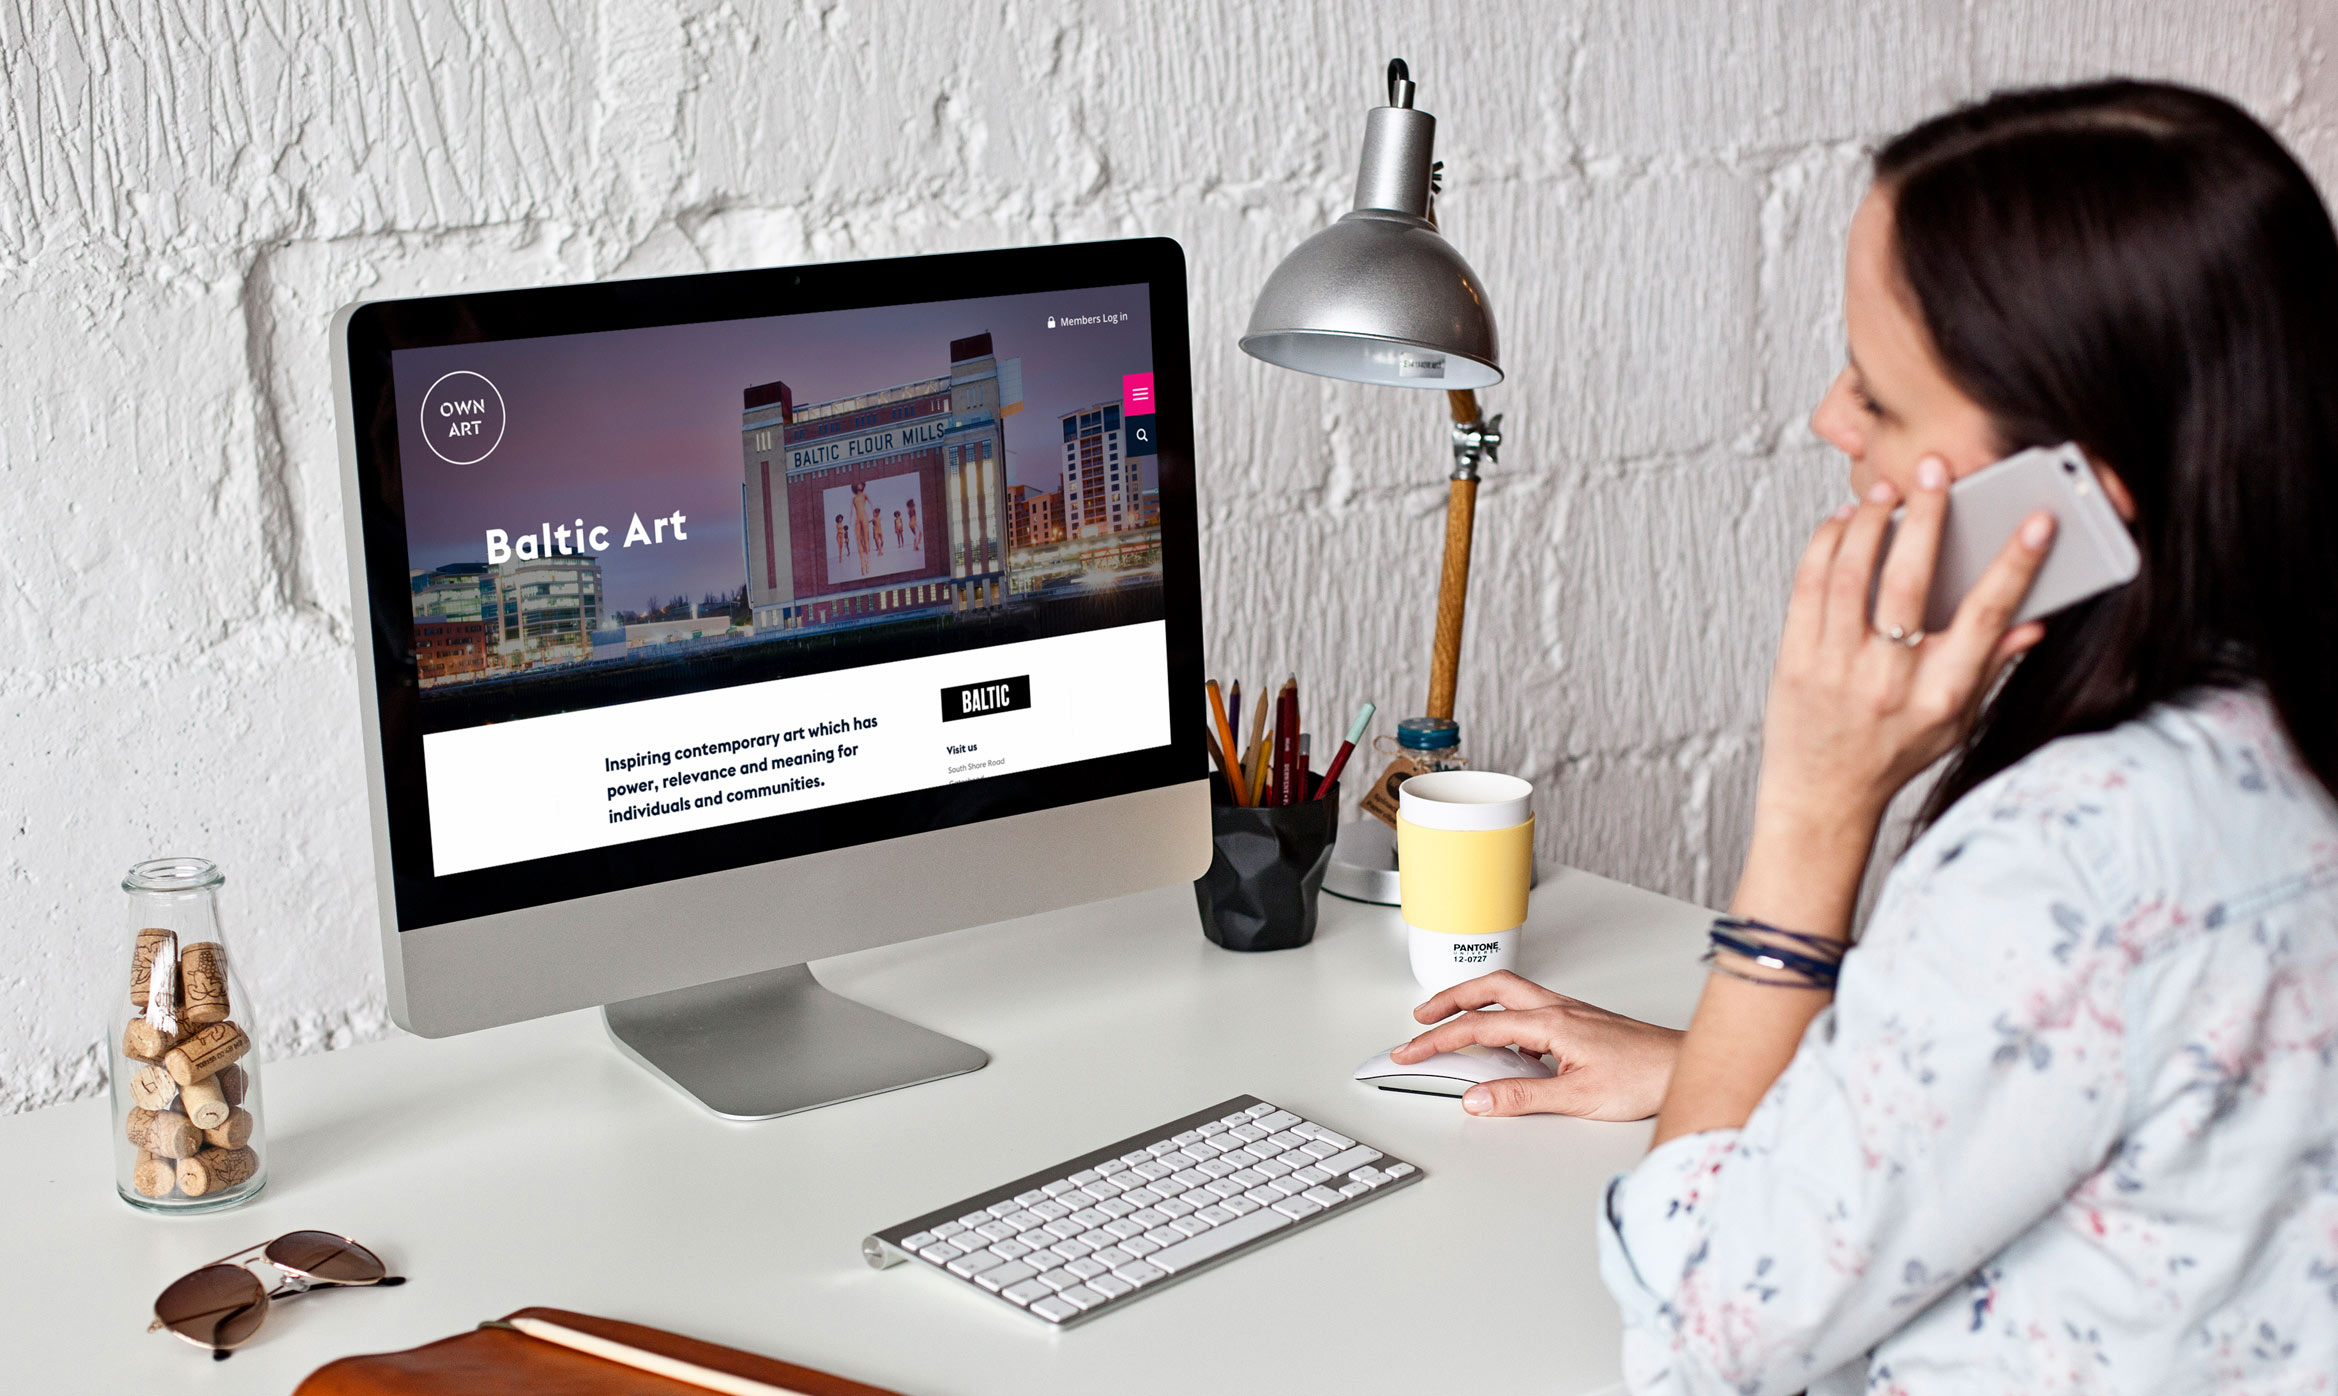 Members Log in
OWN
ART
BALTIC FLOUR MILLS
Baltic Art
BALTIC
Inspiring contemporary art which has
power, relevance and meaning for
individuals and communities.
Visit us
South Shore Road
PANTONE
UNIVERSE
12-0727